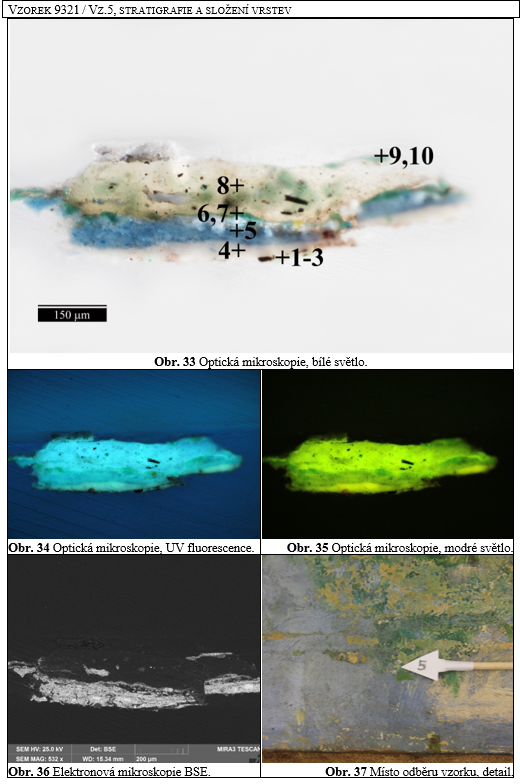 VZOREK 9321 / VZ.5, STRATIGRAFIE A SLOŽENÍ VRSTEV
+9,10
8+
6,7+
+5
4+
+1-3
150 µm
Obr. 33 Optická mikroskopie, bílé světlo.
Obr. 34 Optická mikroskopie, UV fluorescence.
Obr. 35 Optická mikroskopie, modré světlo.
SEM HV: 25.0 kV Det: BSE MIRA3 TESCAN
SEM MAG: 532 x WD: 15.34 mm 200 µm
5
Obr. 36 Elektronová mikroskopie BSE.
Obr. 37 Místo odběru vzorku, detail.